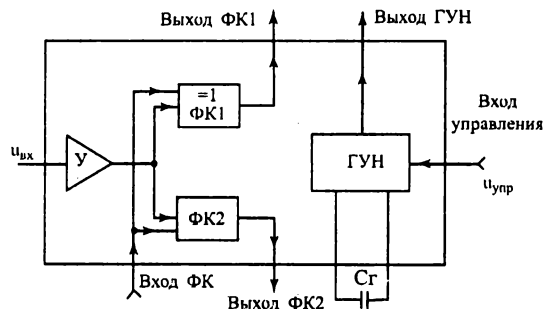 Выход ФК1
Выход ГУН
=1
ФК1
Вход
управления
uвх
У
ГУН
uупр
ФК2
Вход ФК
Cг
Выход ФК2